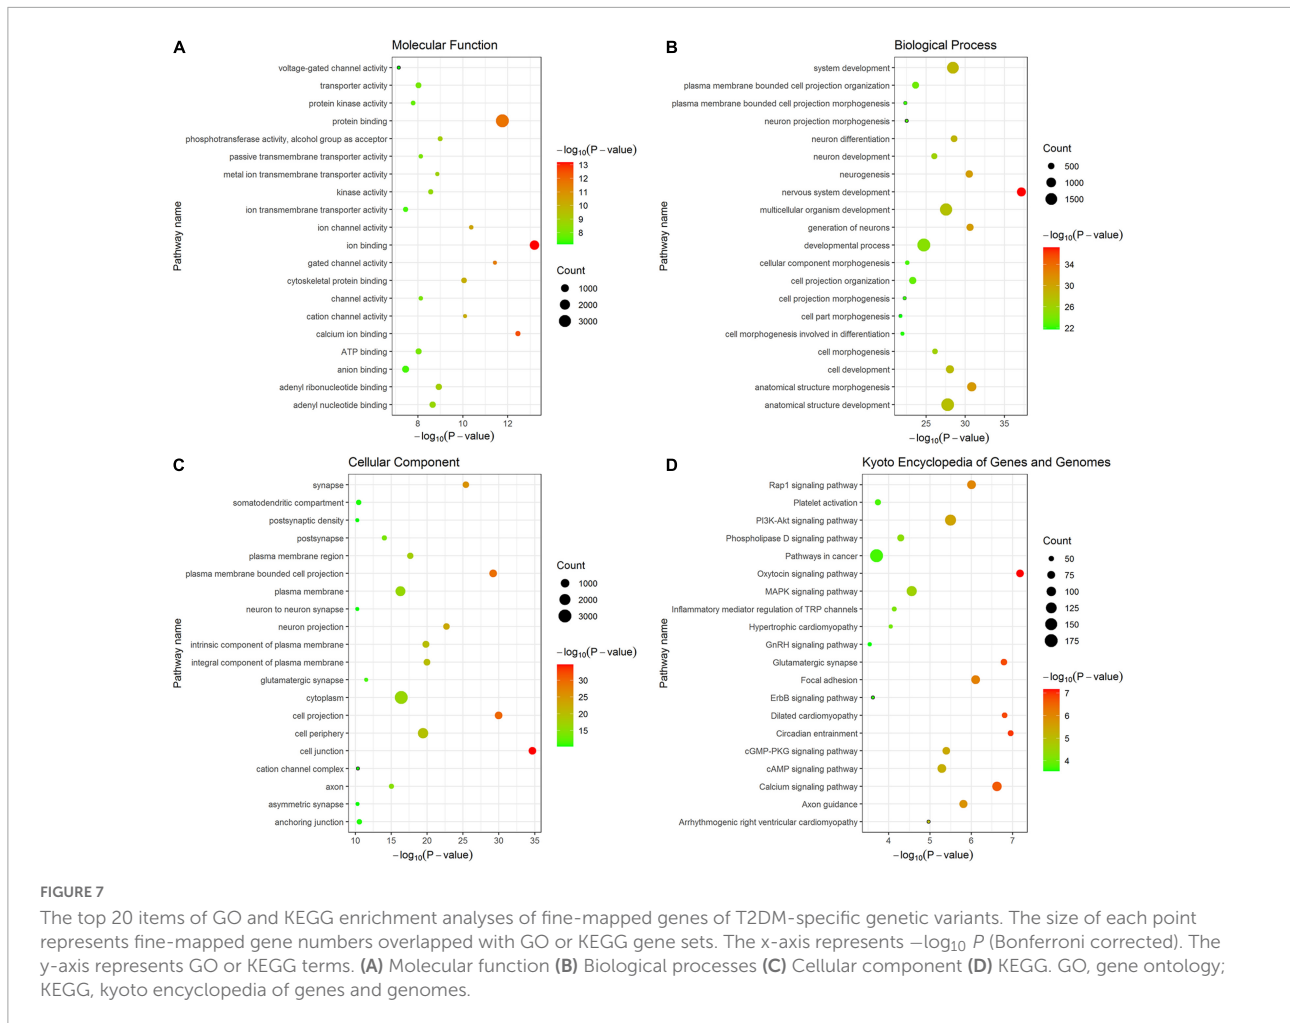 A
Molecular Function
voltage-gated channel activity
transporter activity
protein kinase activity
protein binding
phosphotransferase activity, alcohol group as acceptor
passive transmembrane transporter activity
metal ion transmembrane transporter activity
kinase activity
ion transmembrane transporter activity
ion channel activity
ion binding
gated channel activity
cytoskeletal protein binding
channel activity
cation channel activity
calcium ion binding
ATP binding
anion binding
adenyl ribonucleotide binding
adenyl nucleotide binding
Pathway name
8 10 12
−log10(P−value)
−log10(P−value)
13
12
11
10
9
8
Count
1000
2000
3000
B
Biological Process
system development
plasma membrane bounded cell projection organization
plasma membrane bounded cell projection morphogenesis
neuron projection morphogenesis
neuron differentiation
neuron development
neurogenesis
nervous system development
multicellular organism development
generation of neurons
developmental process
cellular component morphogenesis
cell projection organization
cell projection morphogenesis
cell part morphogenesis
cell morphogenesis involved in differentiation
cell morphogenesis
cell development
anatomical structure morphogenesis
anatomical structure development
Pathway name
25 30 35
−log10(P−value)
Count
500
1000
1500
−log10(P−value)
34
30
26
22
C
Cellular Component
synapse
somatodendritic compartment
postsynaptic density
postsynapse
plasma membrane region
plasma membrane bounded cell projection
plasma membrane
neuron to neuron synapse
neuron projection
intrinsic component of plasma membrane
integral component of plasma membrane
glutamatergic synapse
cytoplasm
cell projection
cell periphery
cell junction
cation channel complex
axon
asymmetric synapse
anchoring junction
Pathway name
10 15 20 25 30 35
−log10(P−value)
Count
1000
2000
3000
−log10(P−value)
30
25
20
15
D
Kyoto Encyclopedia of Genes and Genomes
Rap1 signaling pathway
Platelet activation
PI3K-Akt signaling pathway
Phospholipase D signaling pathway
Pathways in cancer
Oxytocin signaling pathway
MAPK signaling pathway
Inflammatory mediator regulation of TRP channels
Hypertrophic cardiomyopathy
GnRH signaling pathway
Glutamatergic synapse
Focal adhesion
ErbB signaling pathway
Dilated cardiomyopathy
Circadian entrainment
cGMP-PKG signaling pathway
cAMP signaling pathway
Calcium signaling pathway
Axon guidance
Arrhythmogenic right ventricular cardiomyopathy
Pathway name
4 5 6 7
−log10(P−value)
Count
50
75
100
125
150
175
−log10(P−value)
7
6
5
4
FIGURE 7
The top 20 items of GO and KEGG enrichment analyses of fine-mapped genes of T2DM-specific genetic variants. The size of each point
represents fine-mapped gene numbers overlapped with GO or KEGG gene sets. The x-axis represents −log10 P (Bonferroni corrected). The
y-axis represents GO or KEGG terms. (A) Molecular function (B) Biological processes (C) Cellular component (D) KEGG. GO, gene ontology;
KEGG, kyoto encyclopedia of genes and genomes.